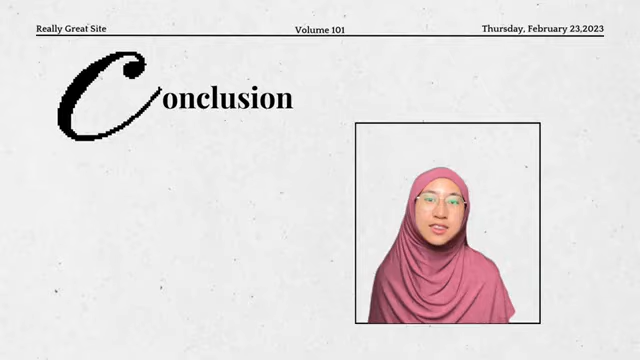 Really Great Site
Volume 101
Thursday, February 23,2023
Conclusion